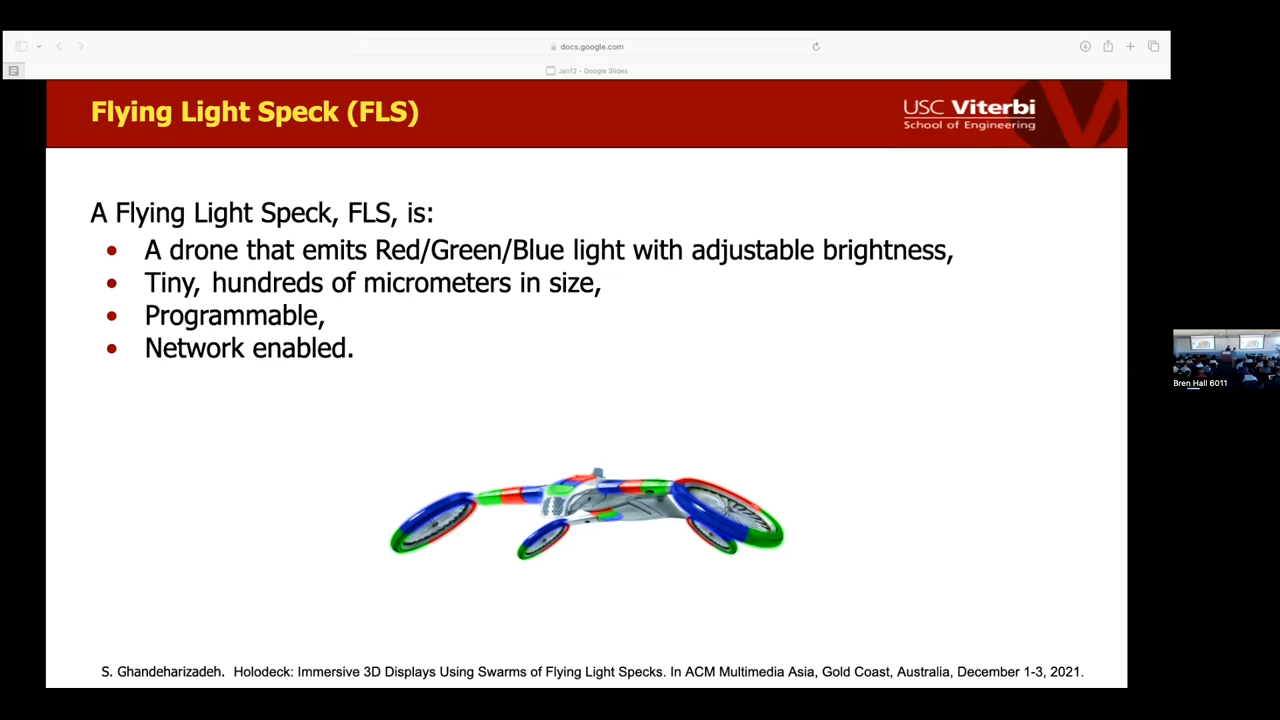 docs.google.com
Jan12 - Google Slides
Flying Light Speck (FLS)
USC Viterbi
School of Engineering
A Flying Light Speck, FLS, is:
• A drone that emits Red/Green/Blue light with adjustable brightness,
• Tiny, hundreds of micrometers in size,
• Programmable,
• Network enabled.
Bren Hall 6011
S. Ghandeharizadeh. Holodeck: Immersive 3D Displays Using Swarms of Flying Light Specks. In ACM Multimedia Asia, Gold Coast, Australia, December 1-3, 2021.